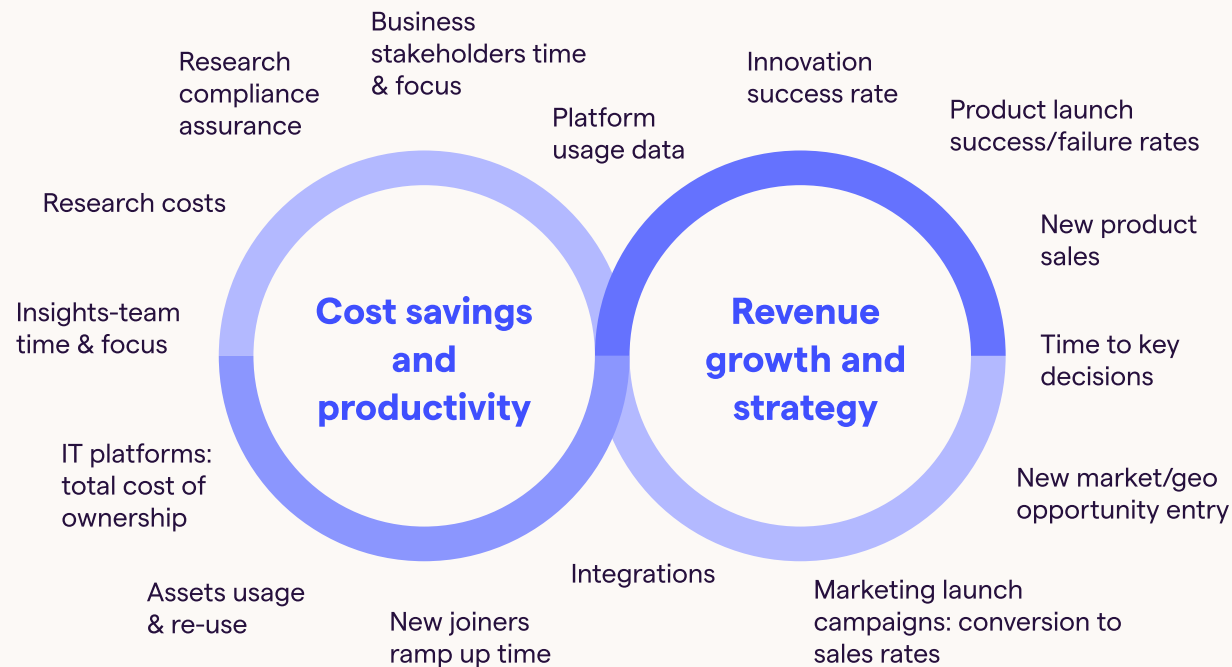 Business
stakeholders time
& focus
Research
compliance
assurance
Innovation
success rate
Platform
usage data
Product launch
success/failure rates
Research costs
New product
sales
Insights-team
time & focus
Cost savings
and
productivity
Revenue
growth and
strategy
Time to key
decisions
IT platforms:
total cost of
ownership
New market/geo
opportunity entry
Integrations
Assets usage
& re-use
New joiners
ramp up time
Marketing launch
campaigns: conversion to
sales rates